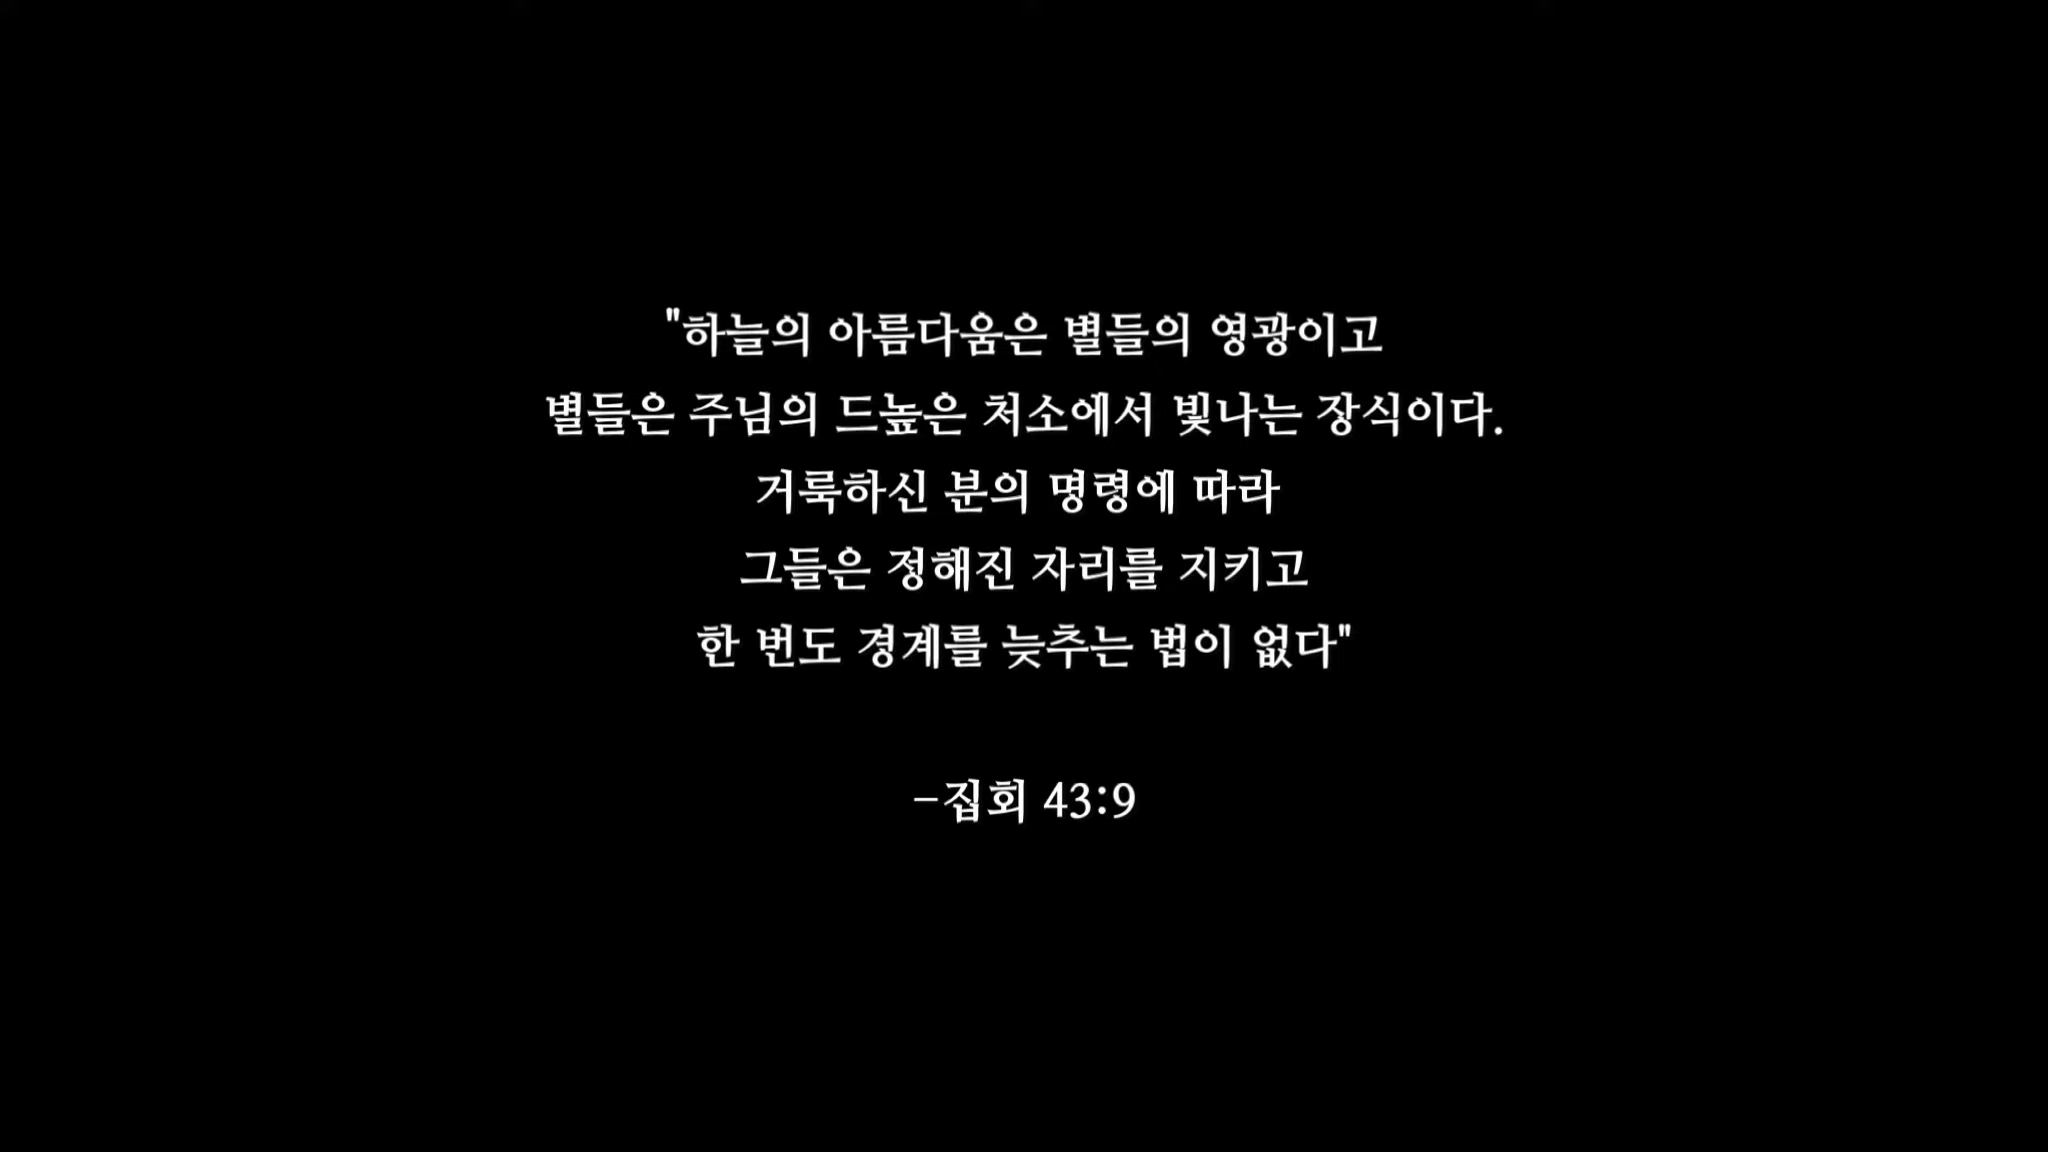 "하늘의 아름다움은 별들의 영광이고
별들은 주님의 드높은 처소에서 빛나는 장식이다.
거룩하신 분의 명령에 따라
그들은 정해진 자리를 지키고
한 번도 경계를 늦추는 법이 없다"
-집회 43:9